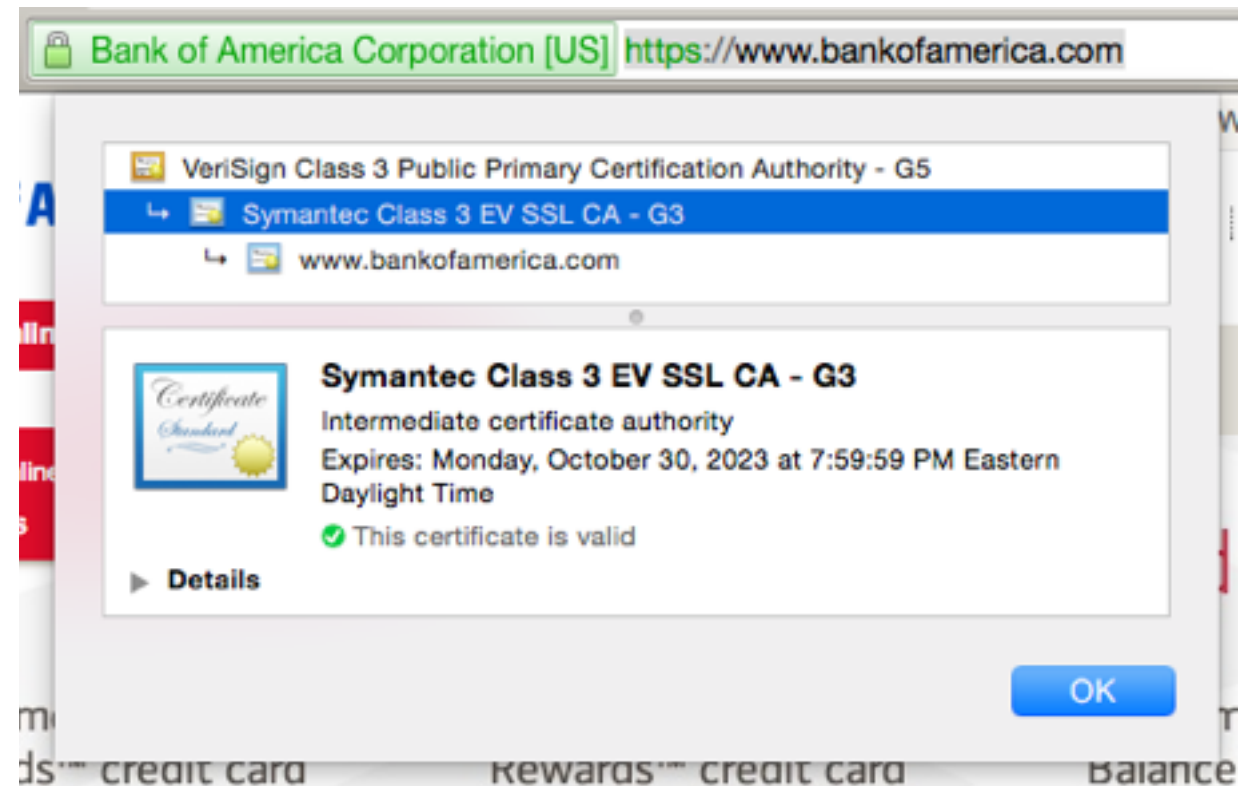 Bank of America Corporation [US] https://www.bankofamerica.com
VeriSign Class 3 Public Primary Certification Authority - G5
Symantec Class 3 EV SSL CA - G3
www.bankofamerica.com
Certificate
Standard
Symantec Class 3 EV SSL CA - G3
Intermediate certificate authority
Expires: Monday, October 30, 2023 at 7:59:59 PM Eastern
Daylight Time
This certificate is valid
Details
OK
credit card
Rewards™ credit card
Balance